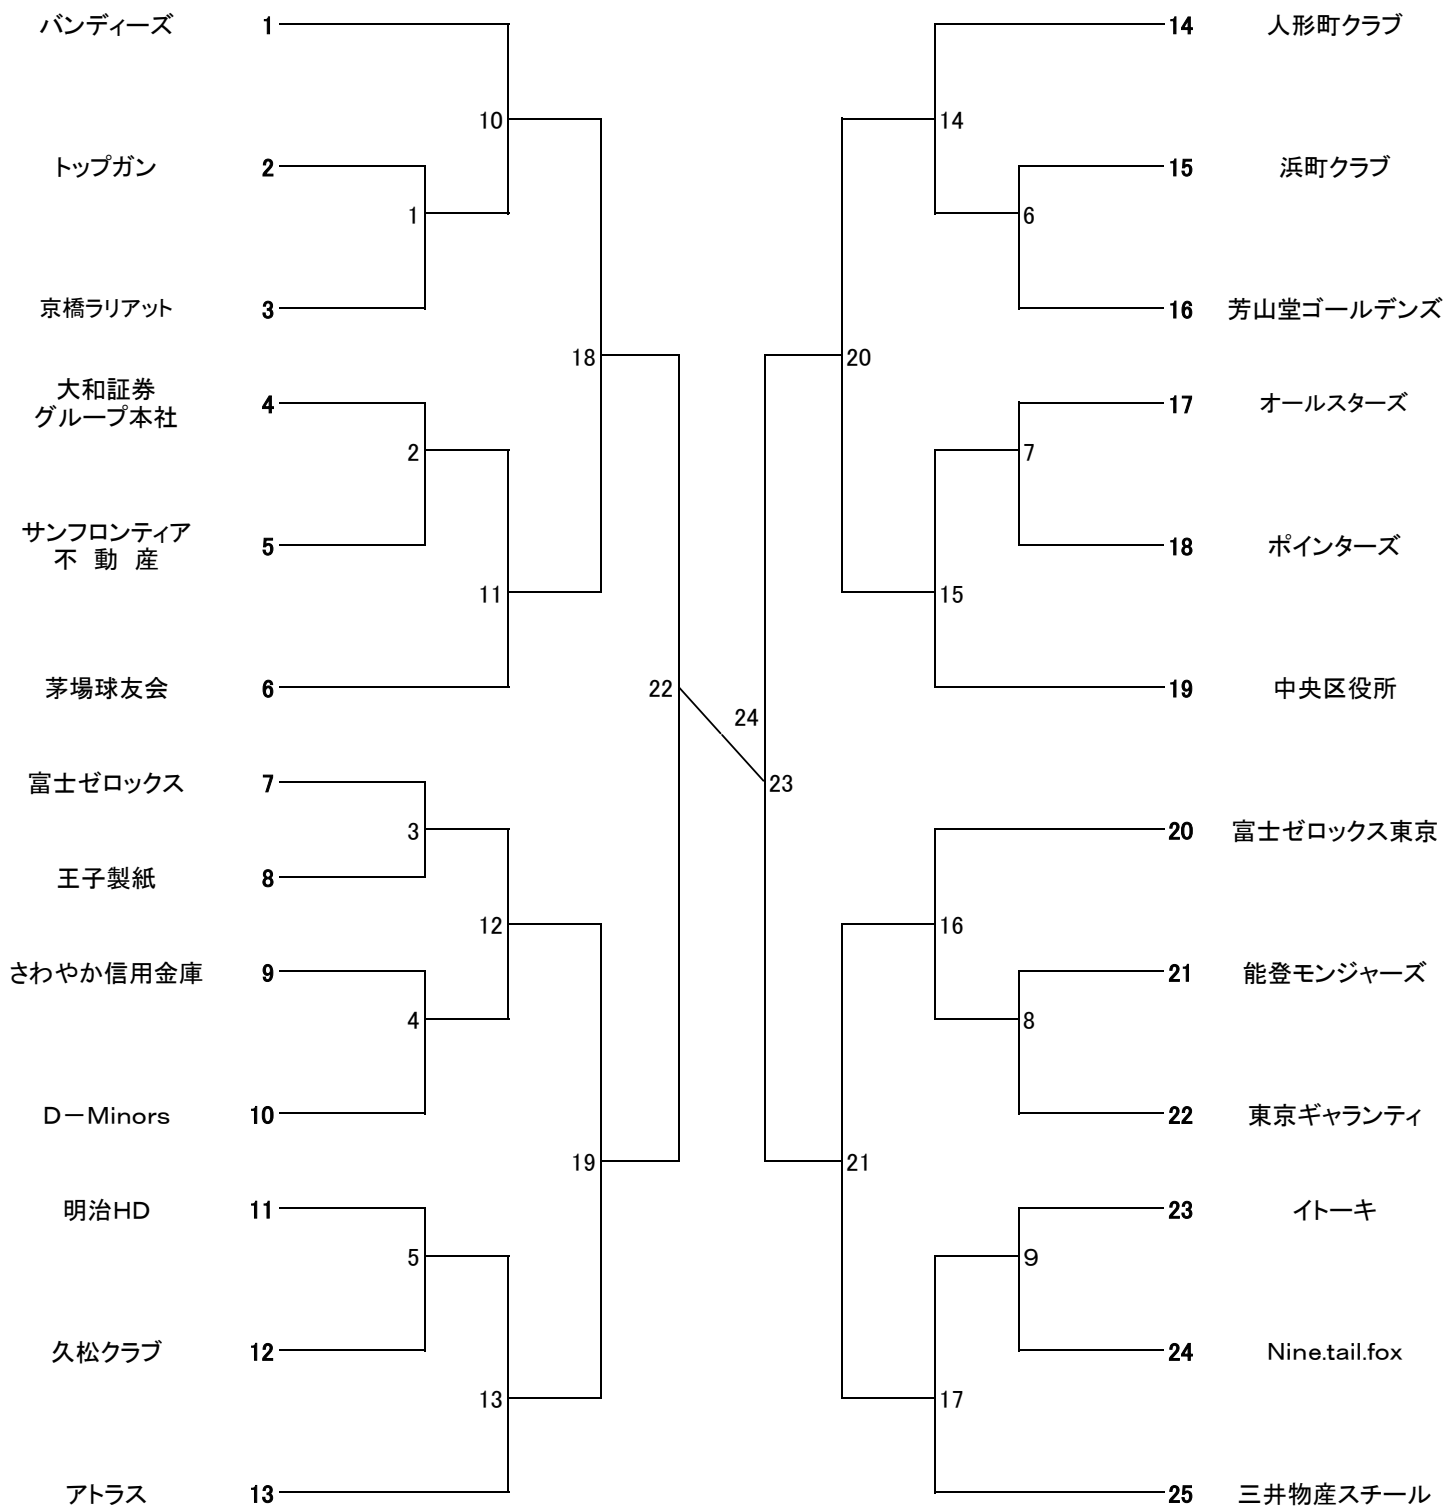 バンディーズ 1
10
トップガン 2
1
京橋ラリアット 3
18
大和証券
グループ本社 4
2
サンフロンティア
不 動 産 5
11
茅場球友会 6
22
富士ゼロックス 7
3
王子製紙 8
12
さわやか信用金庫 9
4
D－Minors 10
19
明治HD 11
5
久松クラブ 12
13
アトラス 13
24
23
14 人形町クラブ
14
15 浜町クラブ
6
16 芳山堂ゴールデンズ
20
17 オールスターズ
7
18 ポインターズ
15
19 中央区役所
20 富士ゼロックス東京
16
21 能登モンジャーズ
8
22 東京ギャランティ
21
23 イトーキ
9
24 Nine.tail.fox
17
25 三井物産スチール